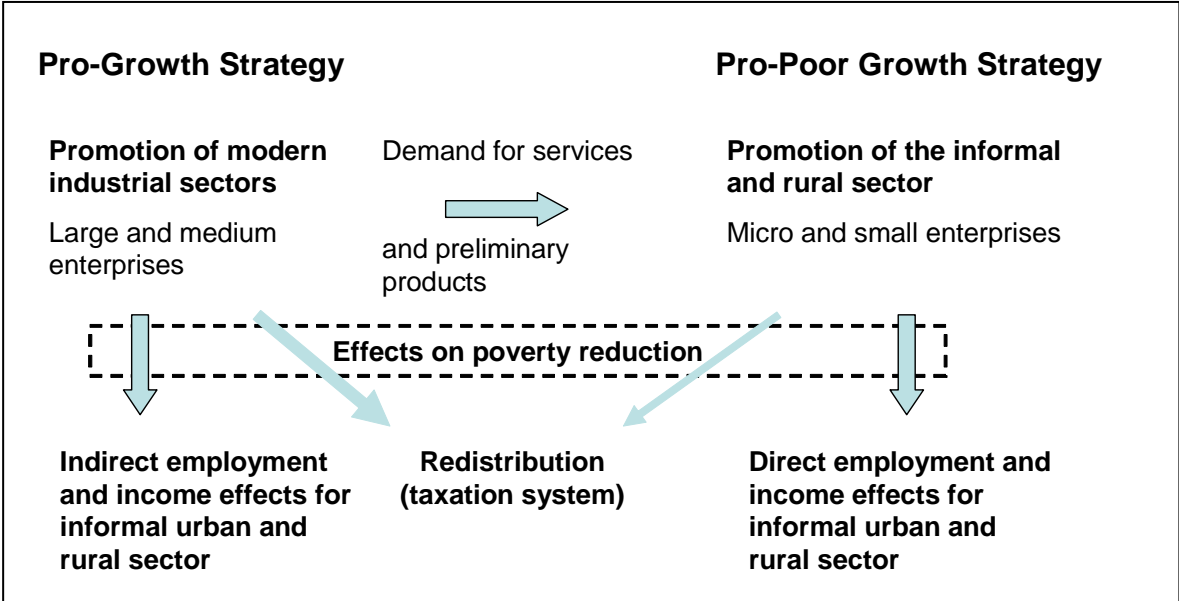 Pro-Growth Strategy
Pro-Poor Growth Strategy
Promotion of modern
industrial sectors
Large and medium
enterprises
Demand for services
and preliminary
products
Promotion of the informal
and rural sector
Micro and small enterprises
Effects on poverty reduction
Indirect employment
and income effects for
informal urban and
rural sector
Redistribution
(taxation system)
Direct employment and
income effects for
informal urban and
rural sector